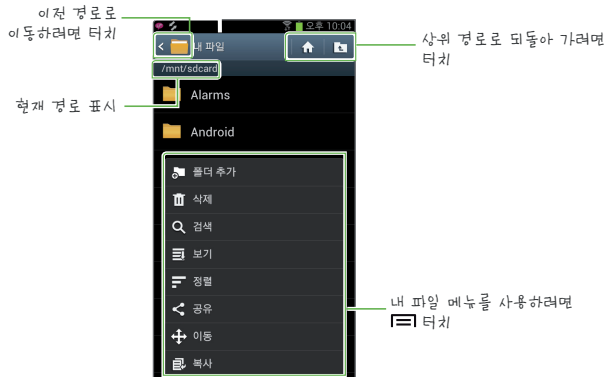 이전 경로로
이동하려면 터치
오후 10:04
내 파일
상위 경로로 되돌아 가려면
터치
/mnt/sdcard
현재 경로 표시
Alarms
Android
폴더 추가
삭제
검색
보기
정렬
공유
내 파일 메뉴를 사용하려면
터치
이동
복사